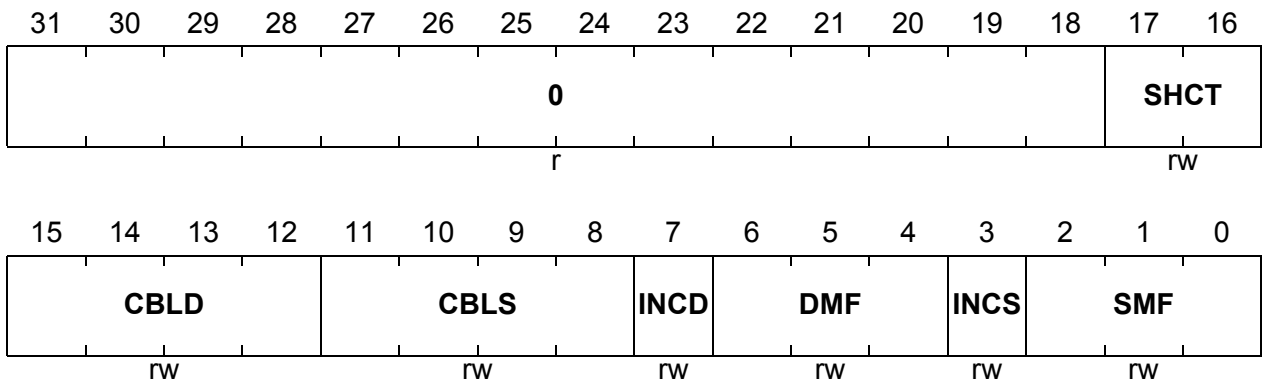 31 30 29 28 27 26 25 24 23 22 21 20 19 18 17 16
0 SHCT
r rw
15 14 13 12 11 10 9 8 7 6 5 4 3 2 1 0
CBLD CBLS INCD DMF INCS SMF
rw rw rw rw rw rw